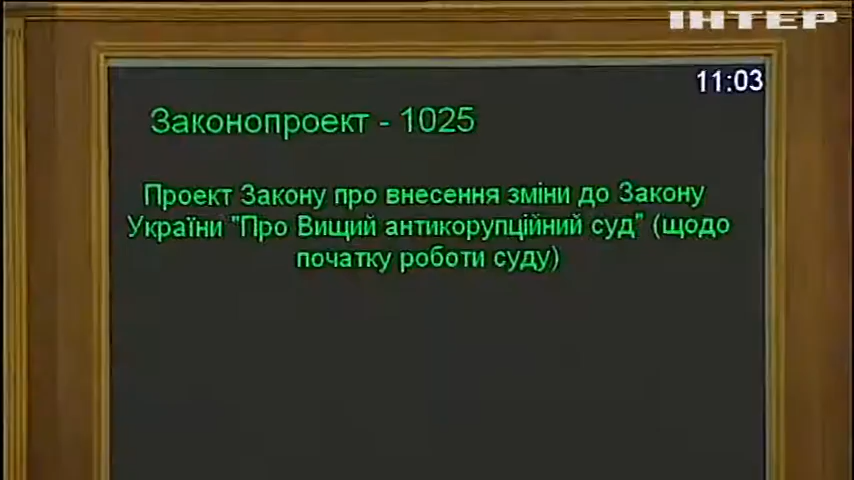 ІНТЕР
11:03
Законопроект - 1025
Проект Закону про внесення зміни до Закону
України "Про Вищий антикорупційний суд" (щодо
початку роботи суду)